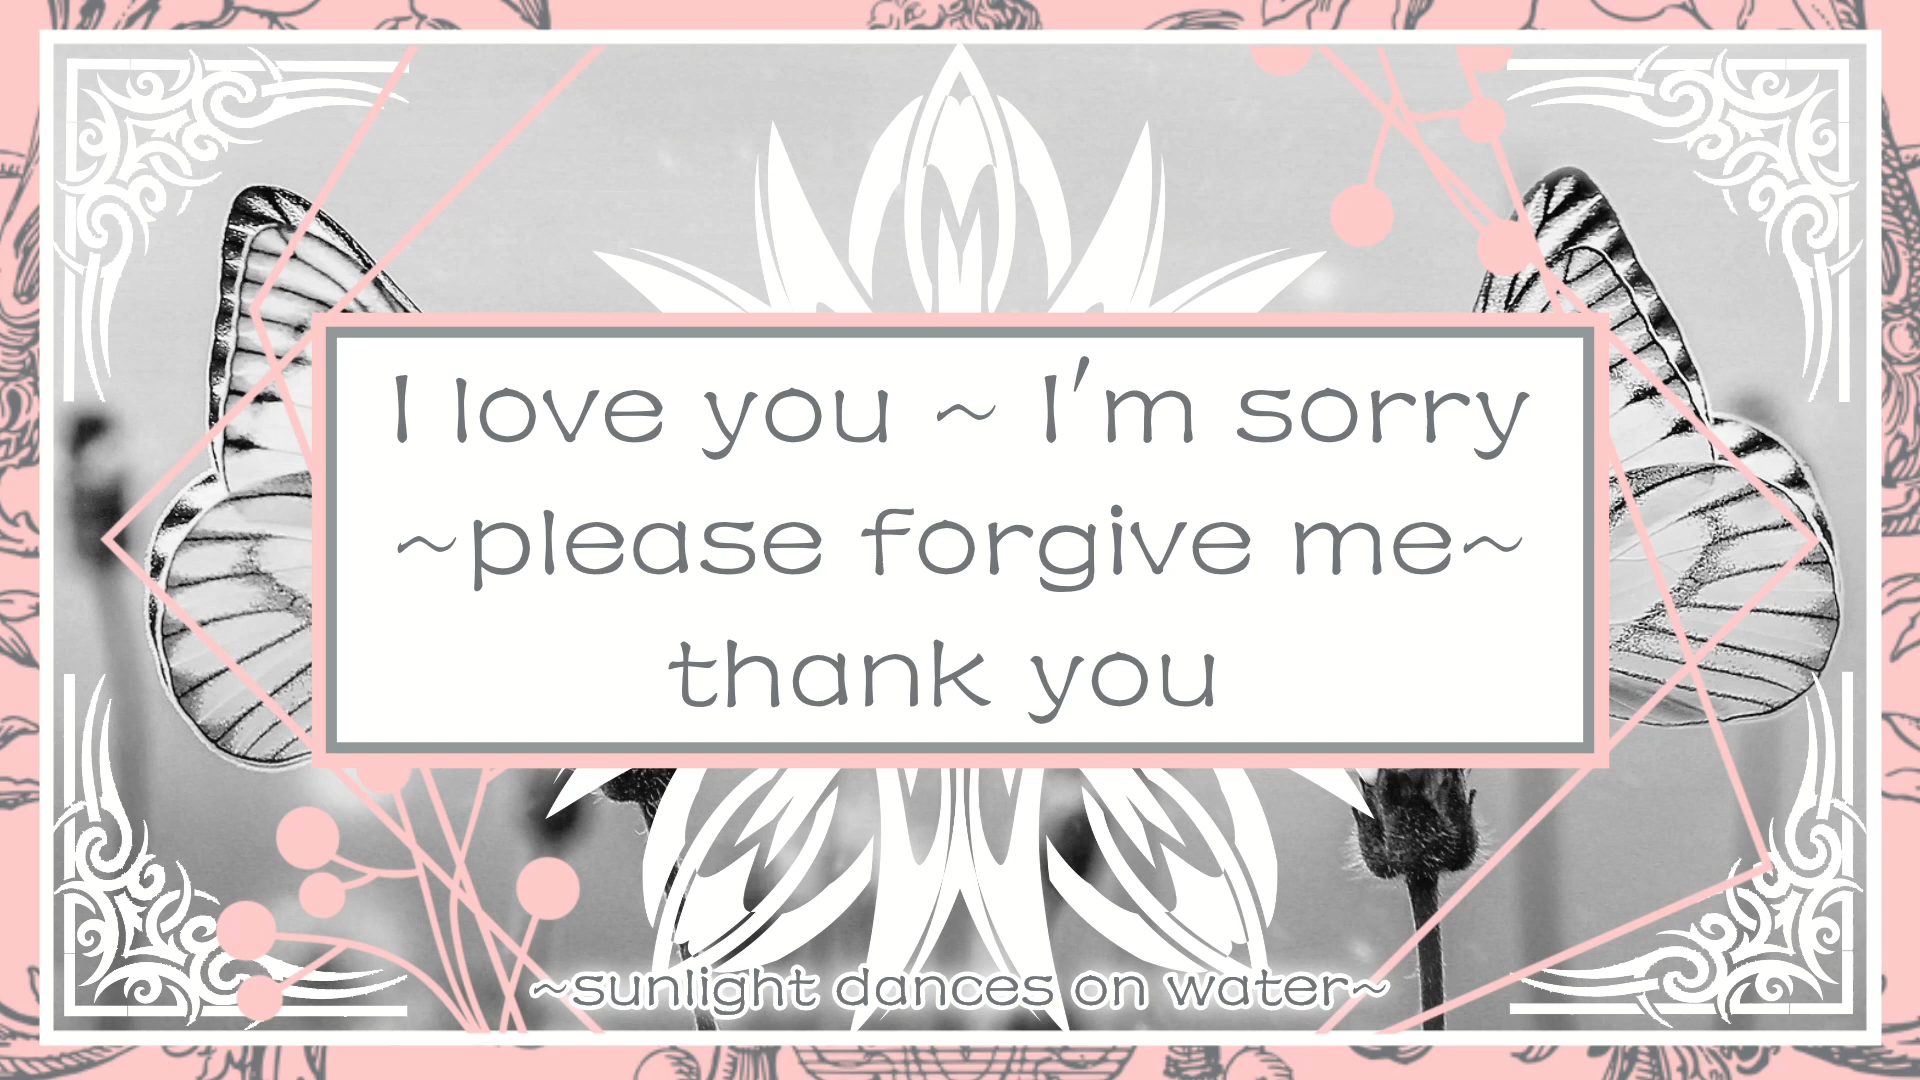 I love you ~ I'm sorry
~please forgive me~
thank you
~sunlight dances on water~